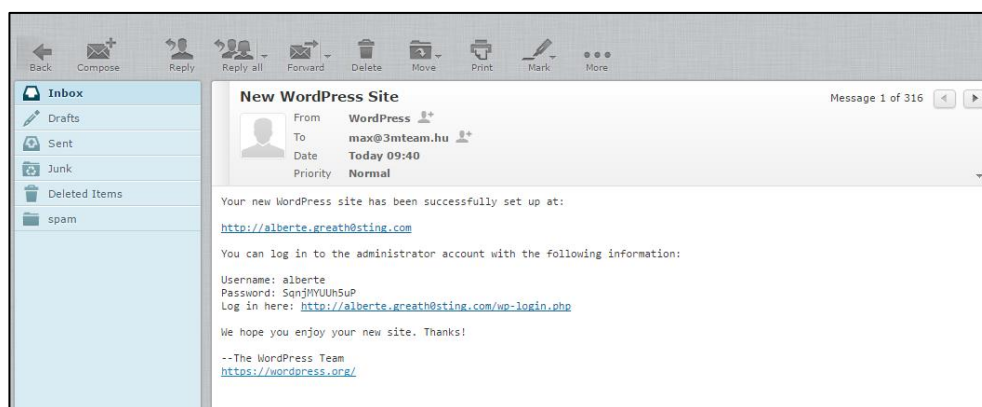 Back
Compose
Reply
Reply all
Forward
Delete
Move
Print
Mark
More
Inbox
Drafts
Sent
Junk
Deleted Items
spam
New WordPress Site
Message 1 of 316
From WordPress
To max@3mteam.hu
Date Today 09:40
Priority Normal
Your new WordPress site has been successfully set up at:
http://alberte.greath0sting.com
You can log in to the administrator account with the following information:
Username: alberte
Password: SqnjMYUUh5uP
Log in here: http://alberte.greath0sting.com/wp-login.php
We hope you enjoy your new site. Thanks!
--The WordPress Team
https://wordpress.org/